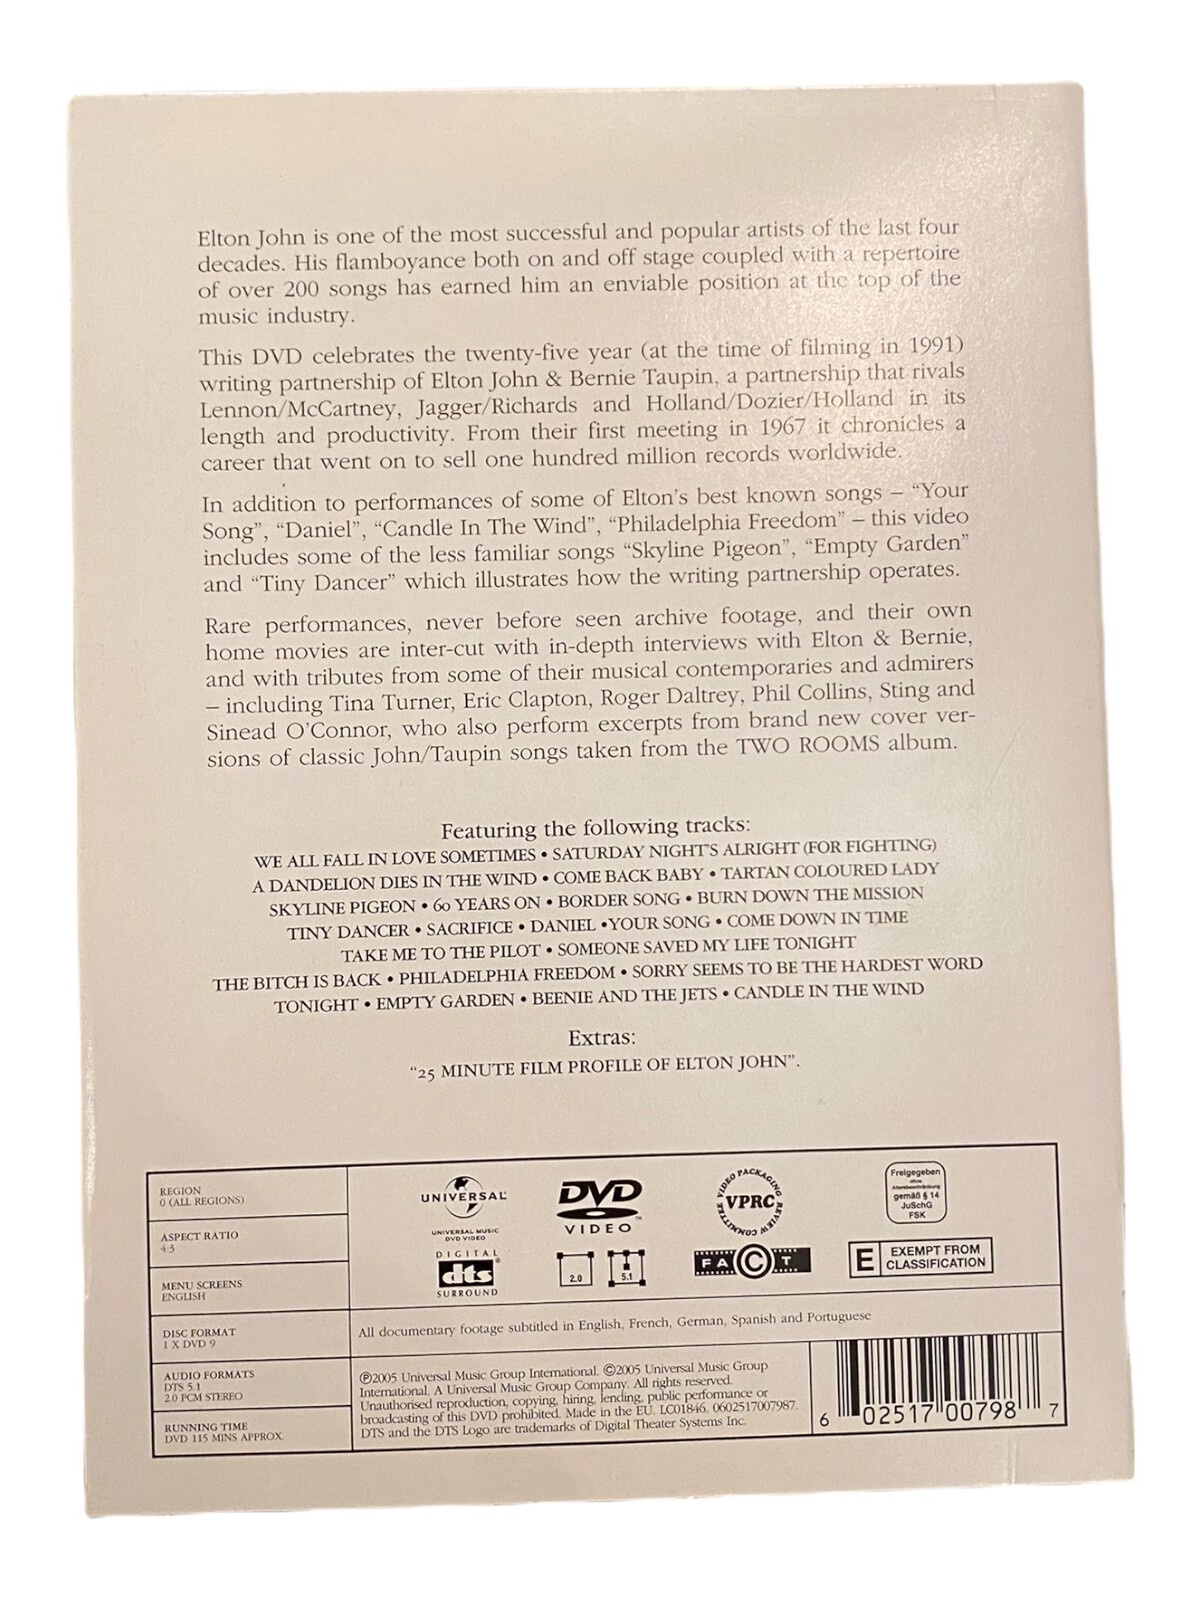 Elton John is one of the most successful and popular artists of the last four
decades. His flamboyance both on and off stage coupled with a repertoire
of over 200 songs has earned him an enviable position at the top of the
music industry.
This DVD celebrates the twenty-five year (at the time of filming in 1991)
writing partnership of Elton John & Bernie Taupin, a partnership that rivals
Lennon/McCartney, Jagger/Richards and Holland/Dozier/Holland in its
length and productivity. From their first meeting in 1967 it chronicles a
career that went on to sell one hundred million records worldwide.
In addition to performances of some of Elton's best known songs – “Your
Song”, “Daniel”, “Candle In The Wind”, “Philadelphia Freedom” – this video
includes some of the less familiar songs “Skyline Pigeon”, “Empty Garden”
and “Tiny Dancer” which illustrates how the writing partnership operates.
Rare performances, never before seen archive footage, and their own
home movies are inter-cut with in-depth interviews with Elton & Bernie,
and with tributes from some of their musical contemporaries and admirers
– including Tina Turner, Eric Clapton, Roger Daltrey, Phil Collins, Sting and
Sinead O'Connor, who also perform excerpts from brand new cover ver-
sions of classic John/Taupin songs taken from the TWO ROOMS album.
Featuring the following tracks:
WE ALL FALL IN LOVE SOMETIMES • SATURDAY NIGHT'S ALRIGHT (FOR FIGHTING)
A DANDELION DIES IN THE WIND • COME BACK BABY • TARTAN COLOURED LADY
SKYLINE PIGEON • 60 YEARS ON • BORDER SONG • BURN DOWN THE MISSION
TINY DANCER • SACRIFICE • DANIEL •YOUR SONG • COME DOWN IN TIME
TAKE ME TO THE PILOT • SOMEONE SAVED MY LIFE TONIGHT
THE BITCH IS BACK • PHILADELPHIA FREEDOM • SORRY SEEMS TO BE THE HARDEST WORD
TONIGHT • EMPTY GARDEN • BEENIE AND THE JETS • CANDLE IN THE WIND
Extras:
“25 MINUTE FILM PROFILE OF ELTON JOHN”.
REGION
0 (ALL REGIONS)
ASPECT RATIO
4:3
MENU SCREENS
ENGLISH
DISC FORMAT
1 X DVD 9
AUDIO FORMATS
DTS 5.1
2.0 PCM STEREO
RUNNING TIME
DVD 115 MINS APPROX.
UNIVERSAL
UNIVERSAL MUSIC
DVD VIDEO
DVD
VIDEO
VIDEO PACKAGING REVIEW COMMITTEE
VPRC
Freigegeben
ohne
Altersbeschränkung
gemäß § 14
JuSchG
FSK
DIGITAL
dts
SURROUND
2.0
5.1
FACT
E EXEMPT FROM
CLASSIFICATION
All documentary footage subtitled in English, French, German, Spanish and Portuguese
℗2005 Universal Music Group International. ©2005 Universal Music Group
International. A Universal Music Group Company. All rights reserved.
Unauthorised reproduction, copying, hiring, lending, public performance or
broadcasting of this DVD prohibited. Made in the EU. LC01846. 0602517007987.
DTS and the DTS Logo are trademarks of Digital Theater Systems Inc.
6 02517 00798 7